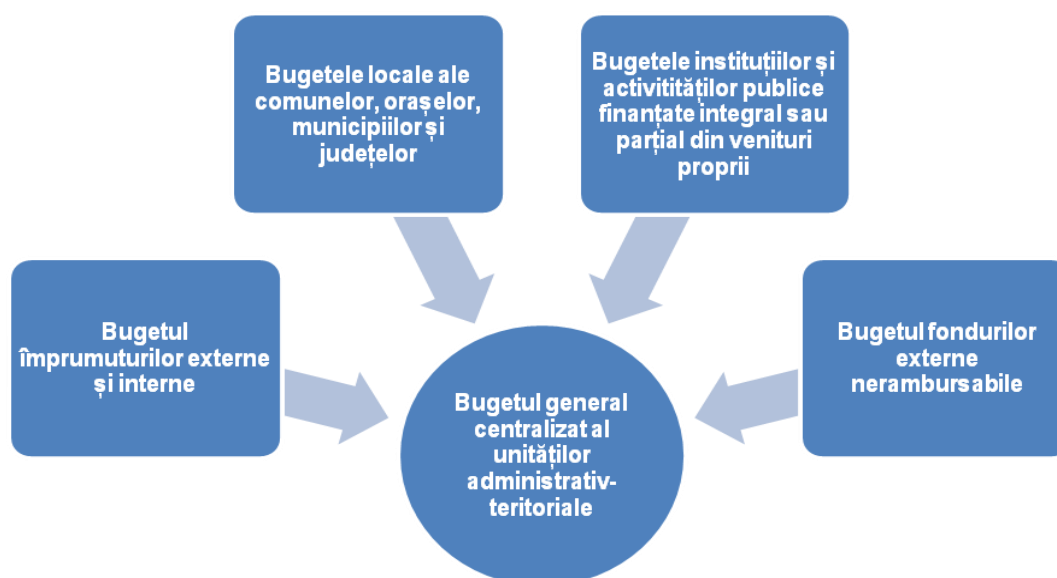 Bugetele locale ale
comunelor, orașelor,
municipiilor și
județelor
Bugetele instituțiilor și
activitităților publice
finanțate integral sau
parțial din venituri
proprii
Bugetul
împrumuturilor externe
și interne
Bugetul fondurilor
externe
nerambursabile
Bugetul general
centralizat al
unităților
administrativ-
teritoriale